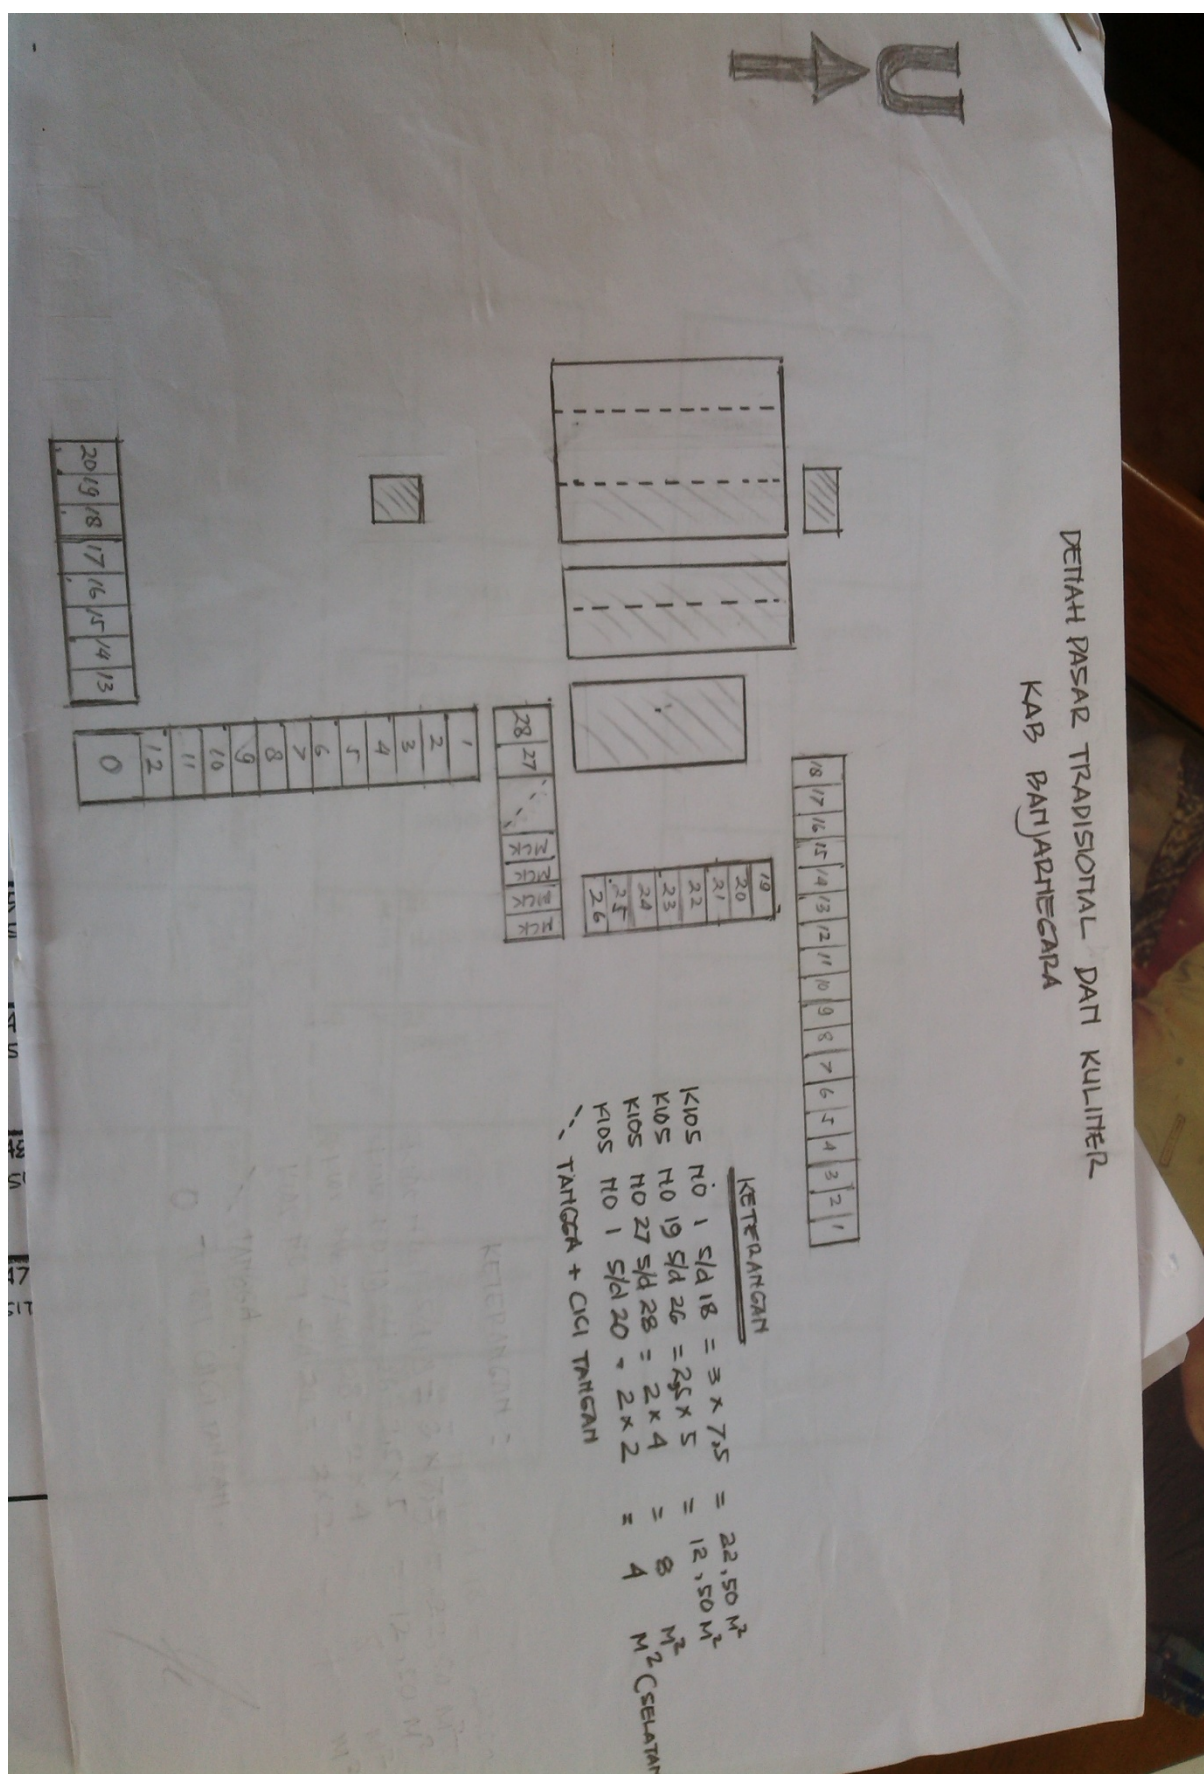 U
DENAH PASAR TRADISIONAL DAN KULINER
KAB BANJARNEGARA
18 17 16 15 14 13 12 11 10 9 8 7 6 5 4 3 2 1
19
20
21
22
23
24
25
26
28 27 WC WC WC WC
1
2
3
4
5
6
7
8
9
10
11
12
0
20 19 18 17 16 15 14 13
KETERANGAN
KIOS NO 1 S/d 18 = 3 x 7,5 = 22,50 M²
KIOS NO 19 S/d 26 = 2,5 x 5 = 12,50 M²
KIOS NO 27 S/d 28 = 2 x 4 = 8 M²
KIOS NO 1 S/d 20 = 2 x 2 = 4 M² (SELATAN
TANGGA + CICI TANGAN